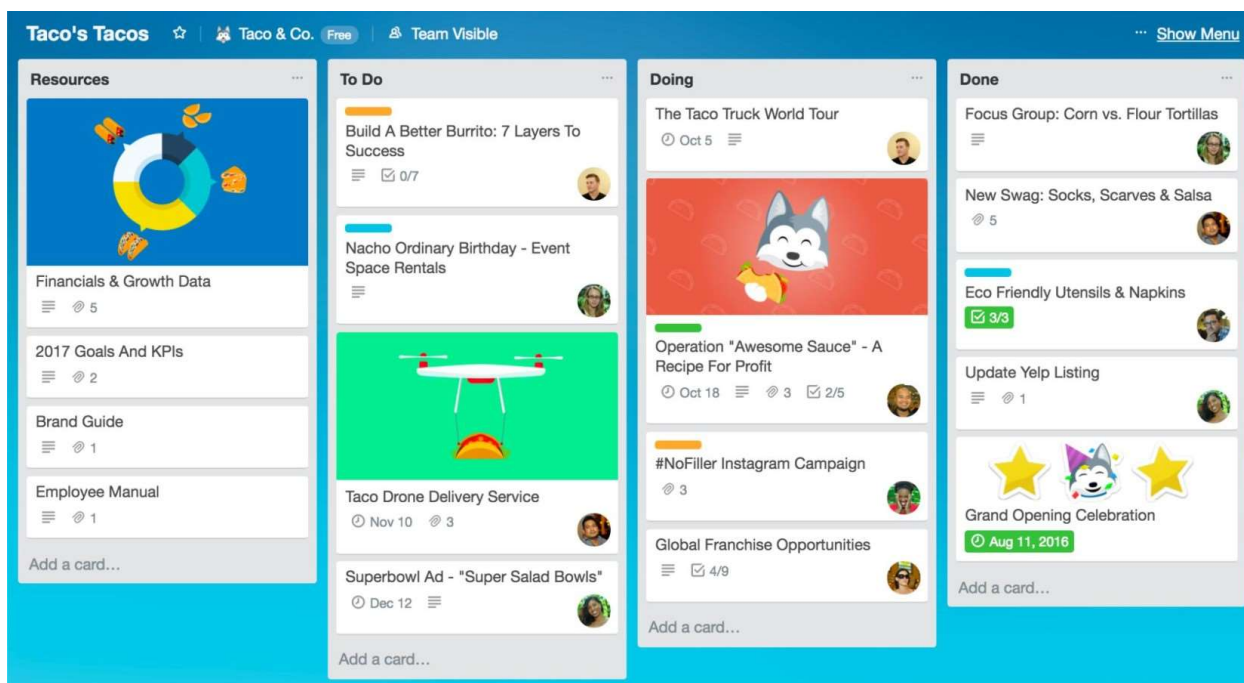 Taco's Tacos
Taco & Co.
Free
Team Visible
... Show Menu
Resources
Financials & Growth Data
5
2017 Goals And KPIs
2
Brand Guide
1
Employee Manual
1
Add a card...
To Do
Build A Better Burrito: 7 Layers To
Success
0/7
Nacho Ordinary Birthday - Event
Space Rentals
Taco Drone Delivery Service
Nov 10 3
Superbowl Ad - "Super Salad Bowls"
Dec 12
Add a card...
Doing
The Taco Truck World Tour
Oct 5
Operation "Awesome Sauce" - A
Recipe For Profit
Oct 18 3 2/5
#NoFiller Instagram Campaign
3
Global Franchise Opportunities
4/9
Add a card...
Done
Focus Group: Corn vs. Flour Tortillas
New Swag: Socks, Scarves & Salsa
5
Eco Friendly Utensils & Napkins
3/3
Update Yelp Listing
1
Grand Opening Celebration
Aug 11, 2016
Add a card...